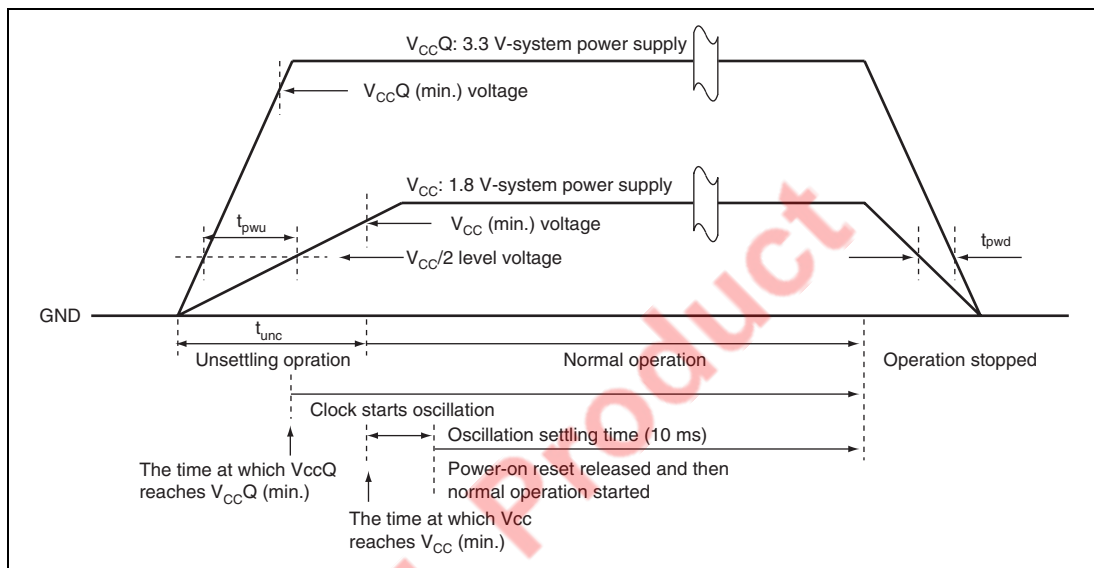 VCCQ: 3.3 V-system power supply
VCCQ (min.) voltage
VCC: 1.8 V-system power supply
tpwu
VCC (min.) voltage
tpwd
VCC/2 level voltage
GND
tunc
Unsettling opration
Normal operation
Operation stopped
Clock starts oscillation
Oscillation settling time (10 ms)
The time at which VccQ
reaches VCCQ (min.)
Power-on reset released and then
normal operation started
The time at which Vcc
reaches VCC (min.)
Product